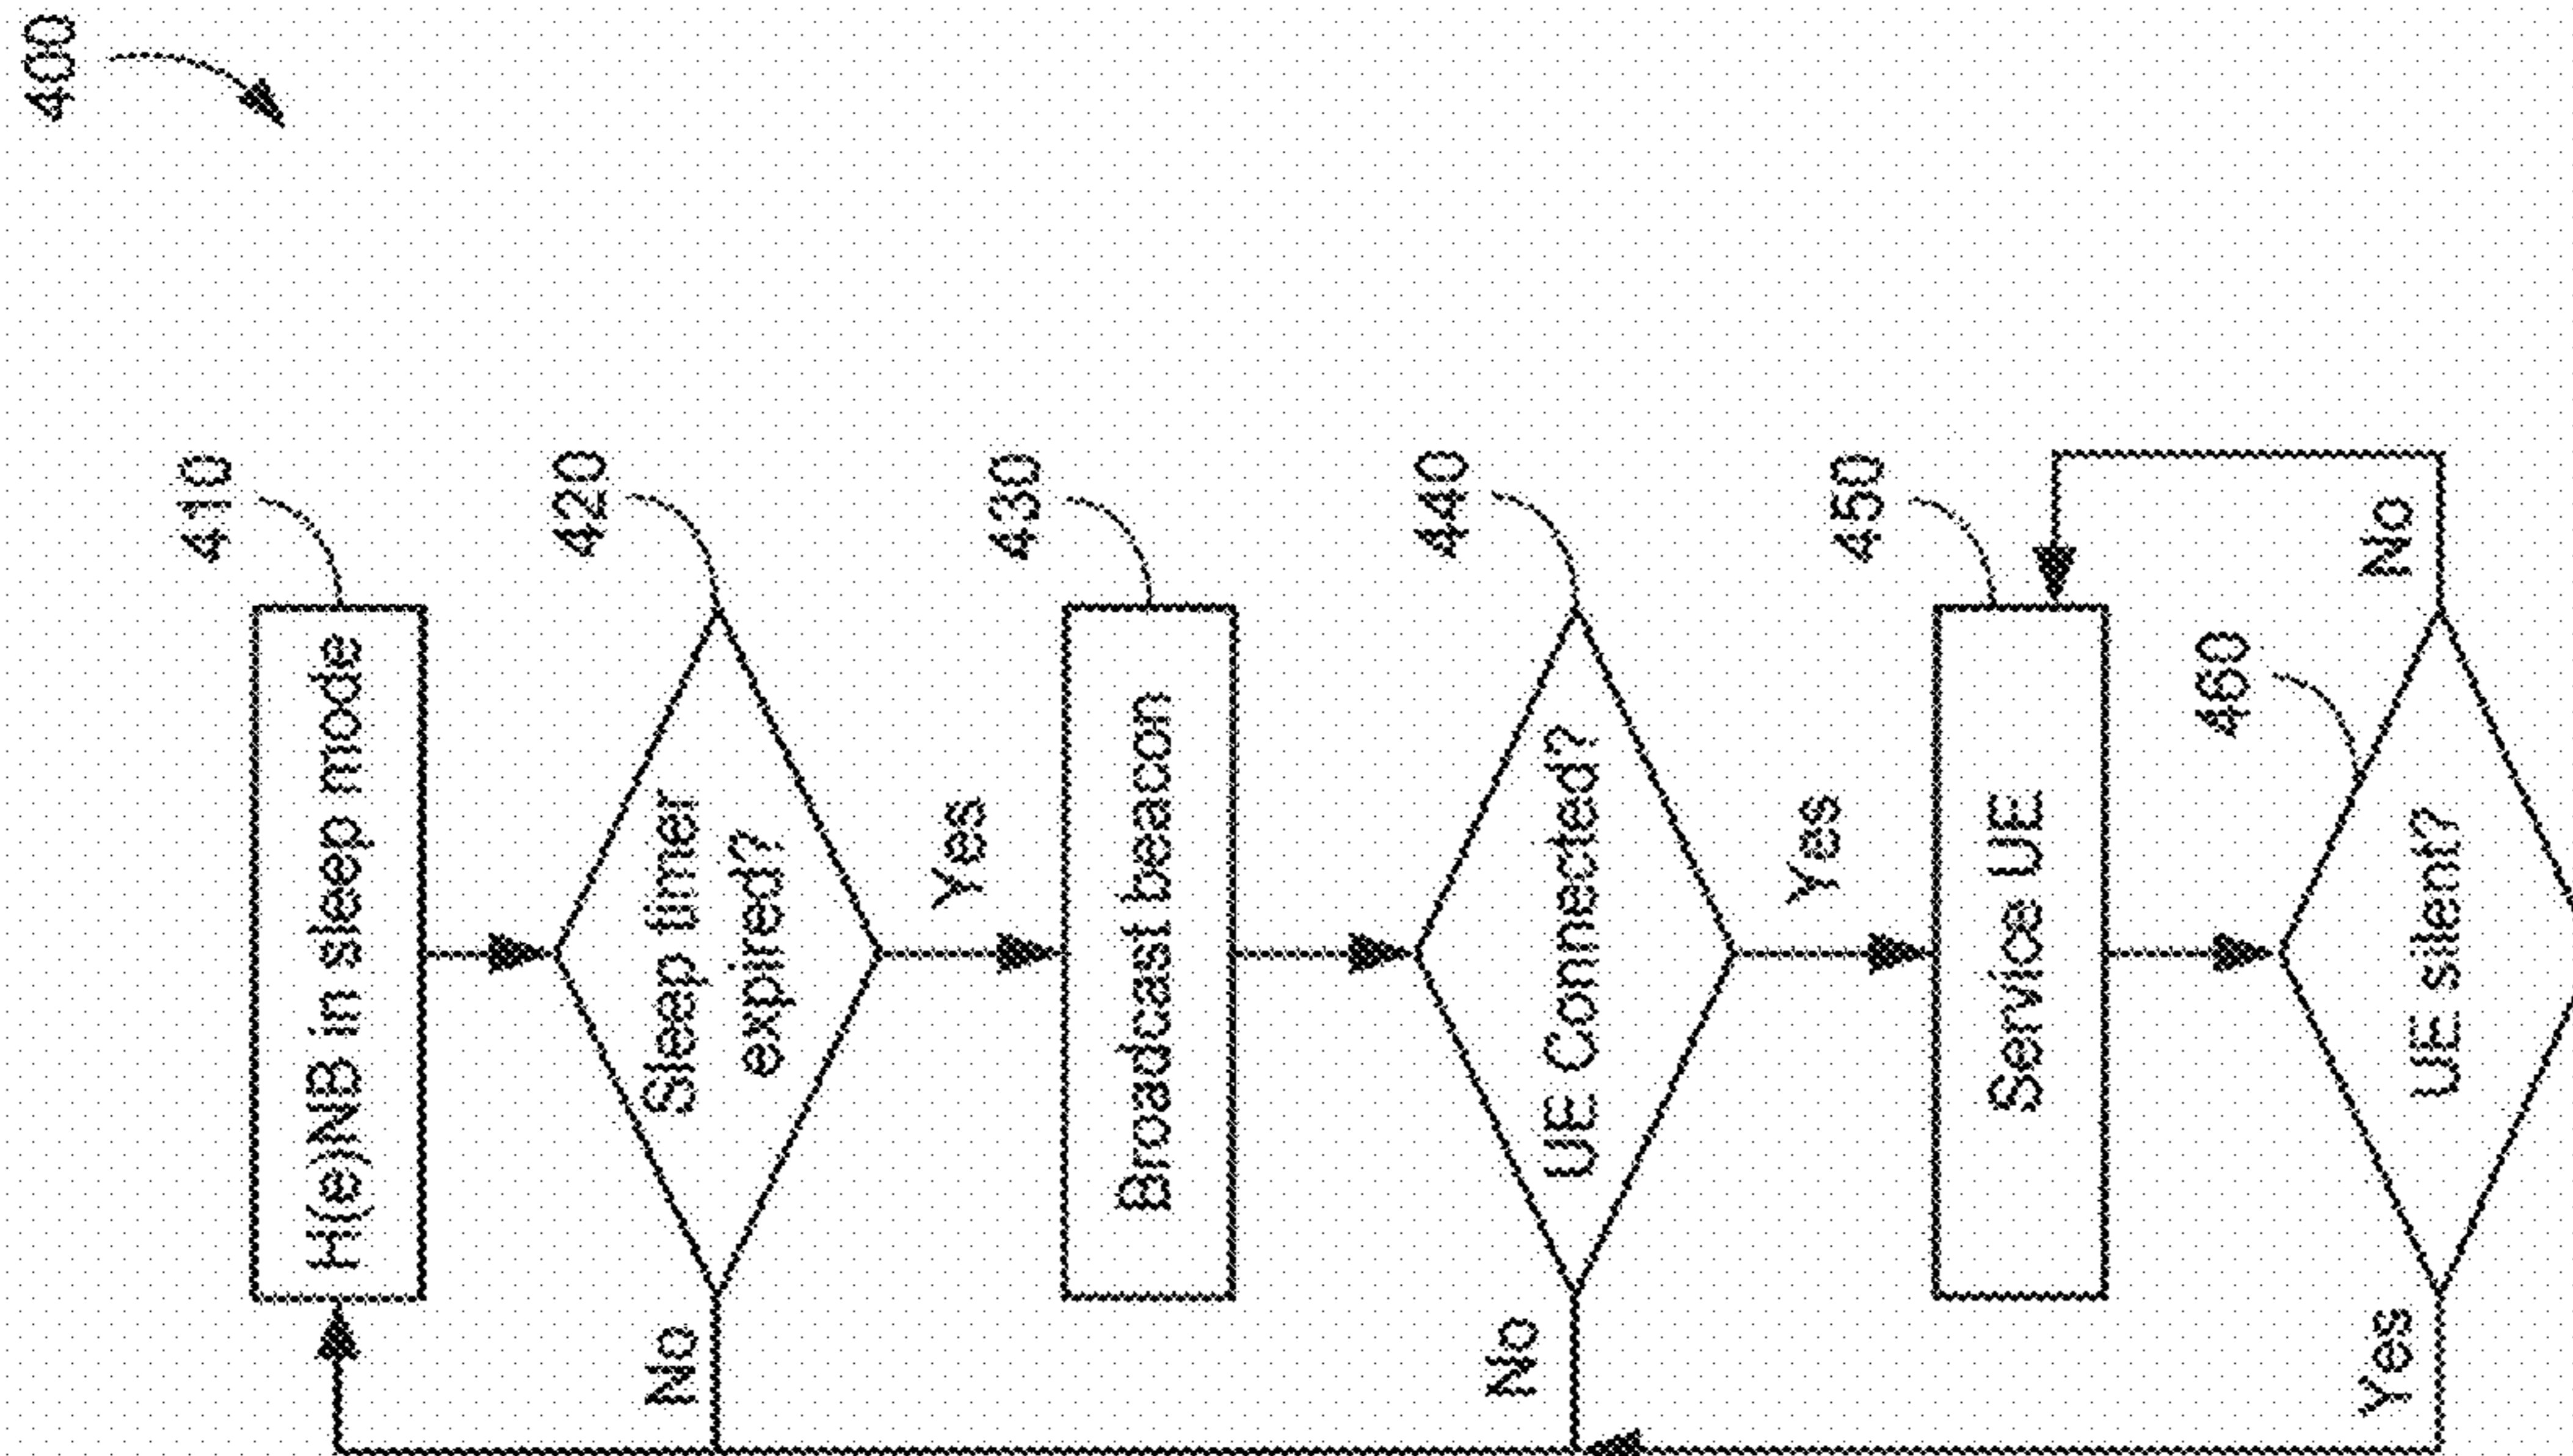 400
410
H(e)NB in sleep mode
420
Sleep timer
expired?
No
Yes
430
Broadcast beacon
440
UE Connected?
No
Yes
450
Service UE
460
UE silent?
No
Yes